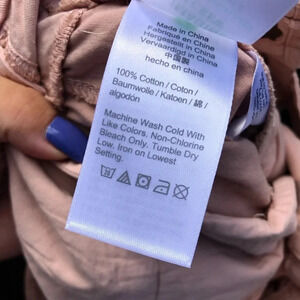 Made in China
Fabriqué en Chine
Hergestellt in China
Vervaardigd in China
中国製
hecho en china
100% Cotton / Coton /
Baumwolle / Katoen / 綿 /
algodón
Machine Wash Cold With
Like Colors. Non-Chlorine
Bleach Only. Tumble Dry
Low. Iron on Lowest
Setting.